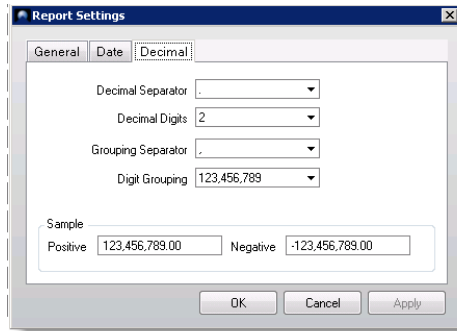 Report Settings
General Date Decimal
Decimal Separator .
Decimal Digits 2
Grouping Separator ,
Digit Grouping 123,456,789
Sample
Positive 123,456,789.00 Negative -123,456,789.00
OK Cancel Apply